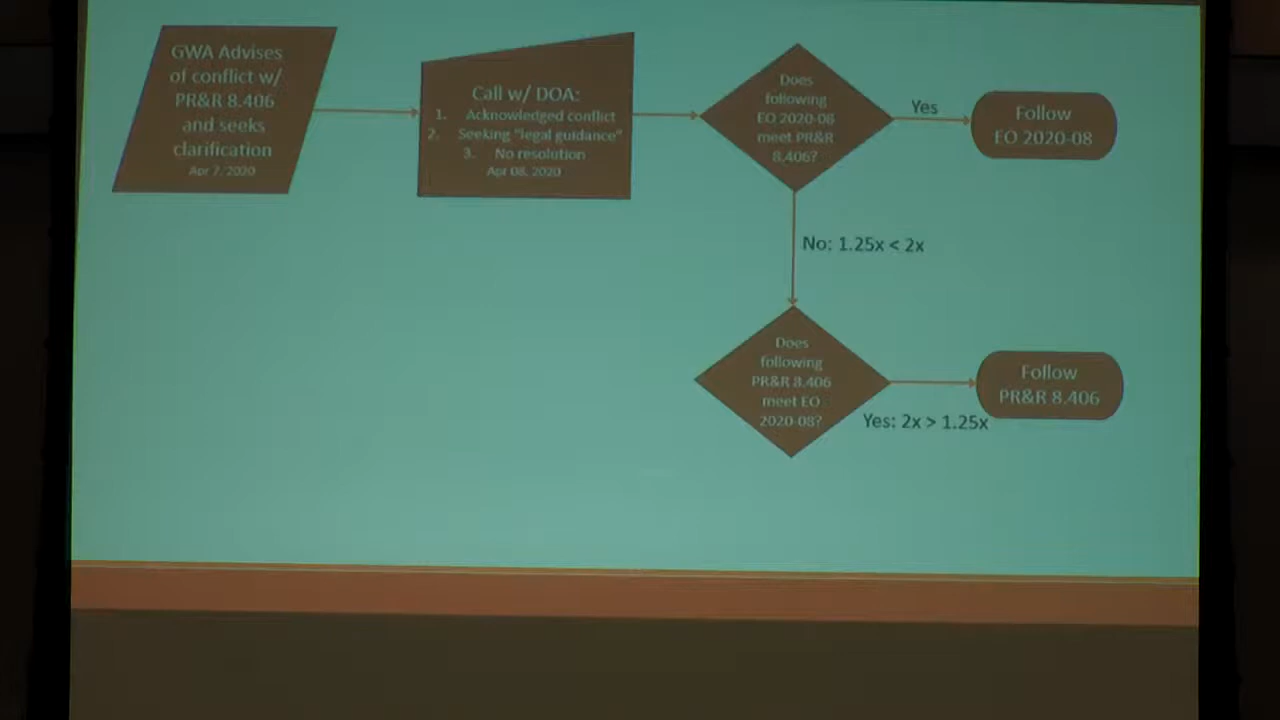 GWA Advises
of conflict w/
PR&R 8.406
and seeks
clarification
Apr 7, 2020
Call w/ DOA:
1. Acknowledged conflict
2. Seeking "legal guidance"
3. No resolution
Apr 08, 2020
Does
following
EO 2020-08
meet PR&R
8.406?
Yes
Follow
EO 2020-08
No: 1.25x < 2x
Does
following
PR&R 8.406
meet EO
2020-08?
Yes: 2x > 1.25x
Follow
PR&R 8.406